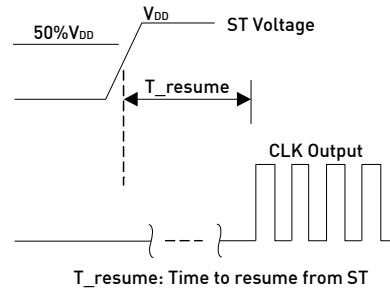 50%VDD
VDD
ST Voltage
T_resume
CLK Output
T_resume: Time to resume from ST